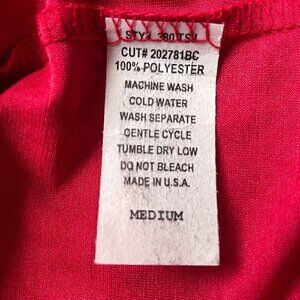 CUT# 202781BC
100% POLYESTER
MACHINE WASH
COLD WATER
WASH SEPARATE
GENTLE CYCLE
TUMBLE DRY LOW
DO NOT BLEACH
MADE IN U.S.A.
MEDIUM